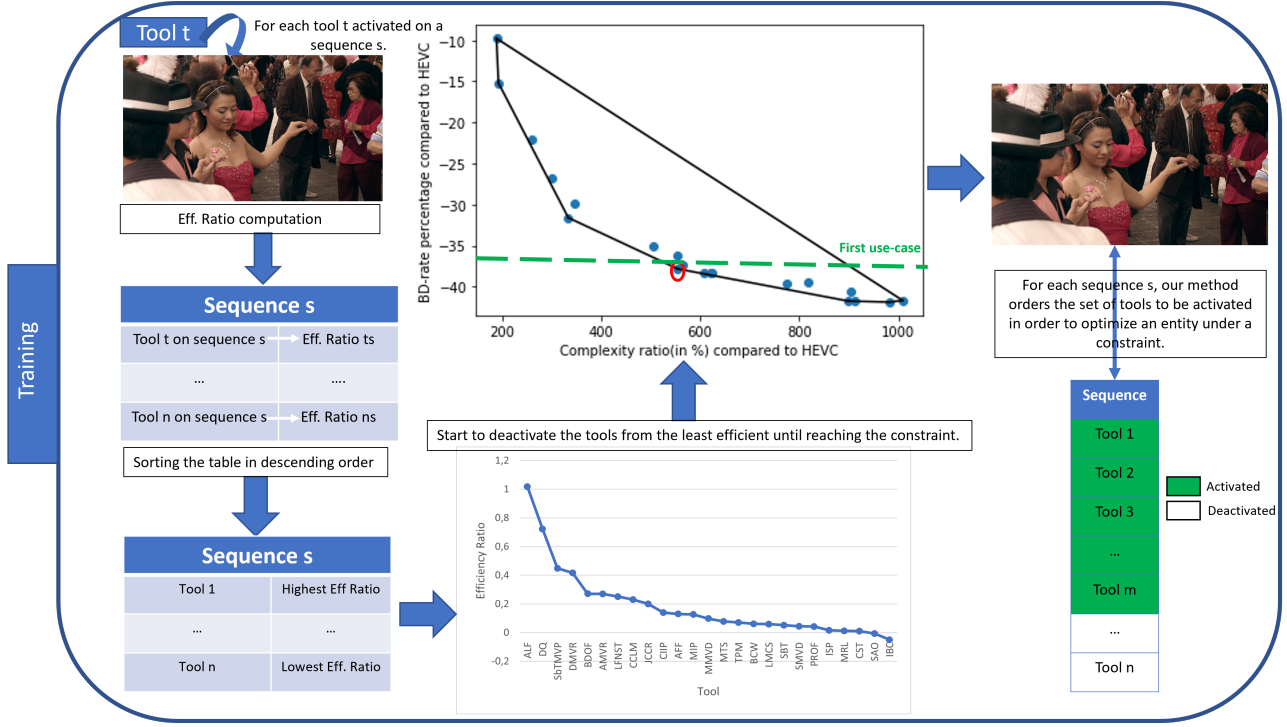 Training
Tool t
For each tool t activated on a
sequence s.
Eff. Ratio computation
Sequence s
Tool t on sequence s
Eff. Ratio ts
...
....
Tool n on sequence s
Eff. Ratio ns
Sorting the table in descending order
Sequence s
Tool 1
Highest Eff Ratio
...
...
Tool n
Lowest Eff. Ratio
BD-rate percentage compared to HEVC
−10
−15
−20
−25
−30
−35
−40
First use-case
200
400
600
800
1000
Complexity ratio(in %) compared to HEVC
Start to deactivate the tools from the least efficient until reaching the constraint.
Efficiency Ratio
1,2
1
0,8
0,6
0,4
0,2
0
-0,2
ALF
DQ
SbTMVP
DMVR
BDOF
AMVR
LFNST
CCLM
JCCR
CIIP
AFF
MIP
MMVD
MTS
TPM
BCW
LMCS
SBT
SMVD
PROF
ISP
MRL
CST
SAO
IBC
Tool
For each sequence s, our method
orders the set of tools to be activated
in order to optimize an entity under a
constraint.
Sequence
Tool 1
Tool 2
Tool 3
...
Tool m
...
Tool n
Activated
Deactivated